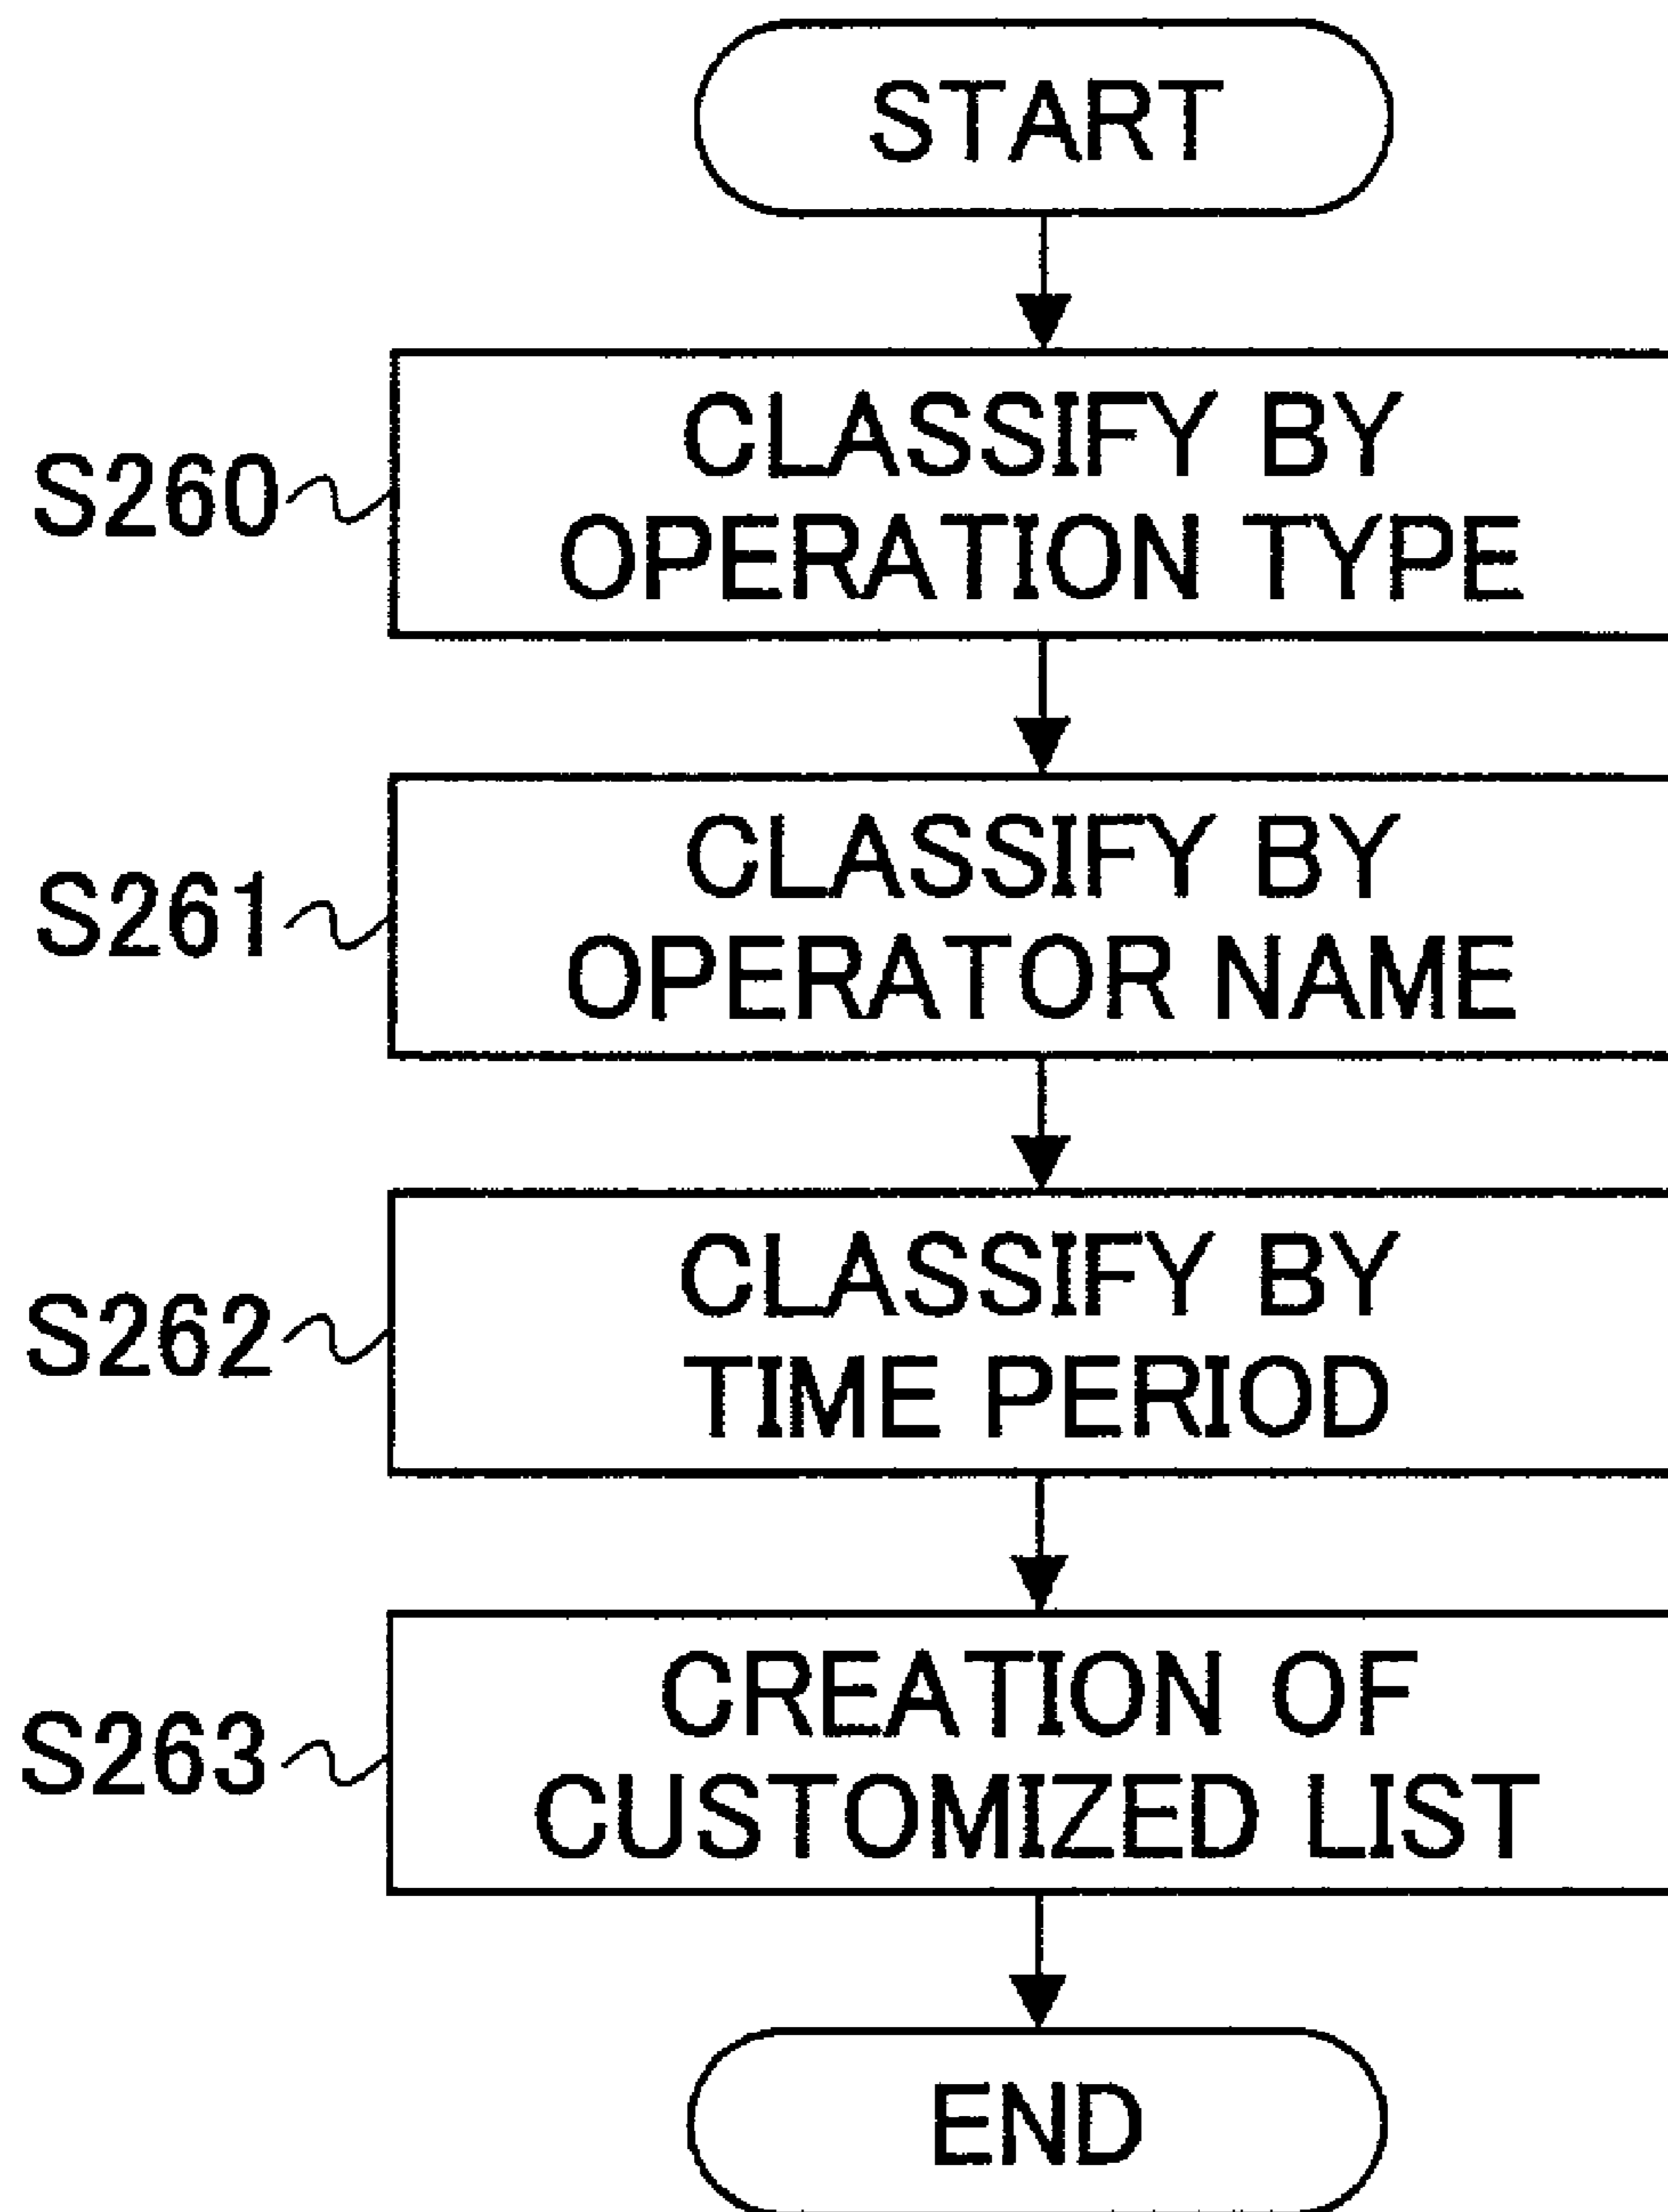 START
S260
CLASSIFY BY
OPERATION TYPE
S261
CLASSIFY BY
OPERATOR NAME
S262
CLASSIFY BY
TIME PERIOD
S263
CREATION OF
CUSTOMIZED LIST
END